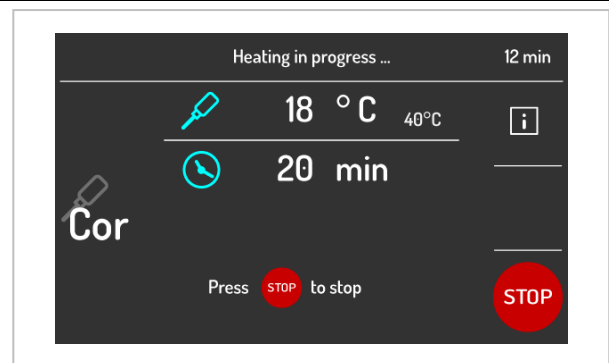 Heating in progress ... 12 min
18 °C 40°C i
20 min
Cor
Press STOP to stop
STOP